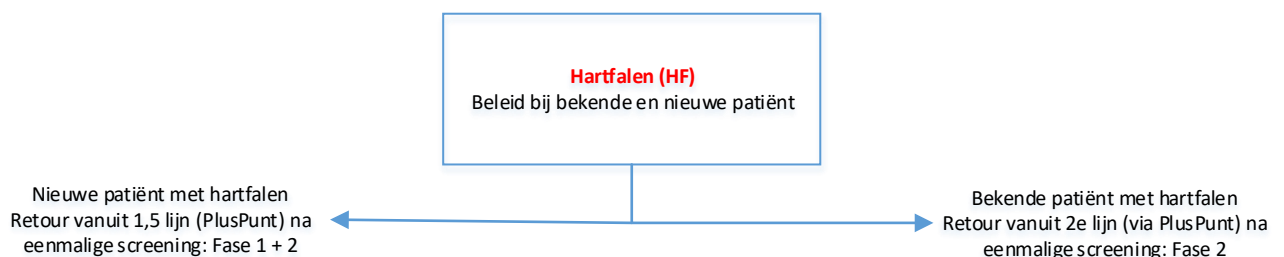 Hartfalen (HF)
Beleid bij bekende en nieuwe patiënt
Nieuwe patiënt met hartfalen
Retour vanuit 1,5 lijn (PlusPunt) na
eenmalige screening: Fase 1 + 2
Bekende patiënt met hartfalen
Retour vanuit 2e lijn (via PlusPunt) na
eenmalige screening: Fase 2